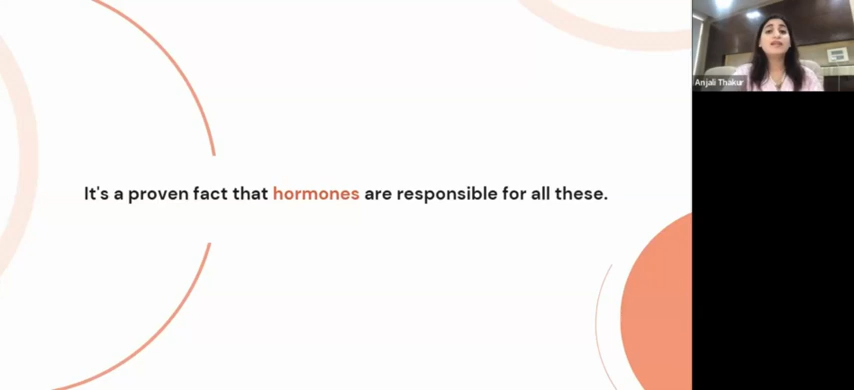 It's a proven fact that hormones are responsible for all these.
Anjali Thakur